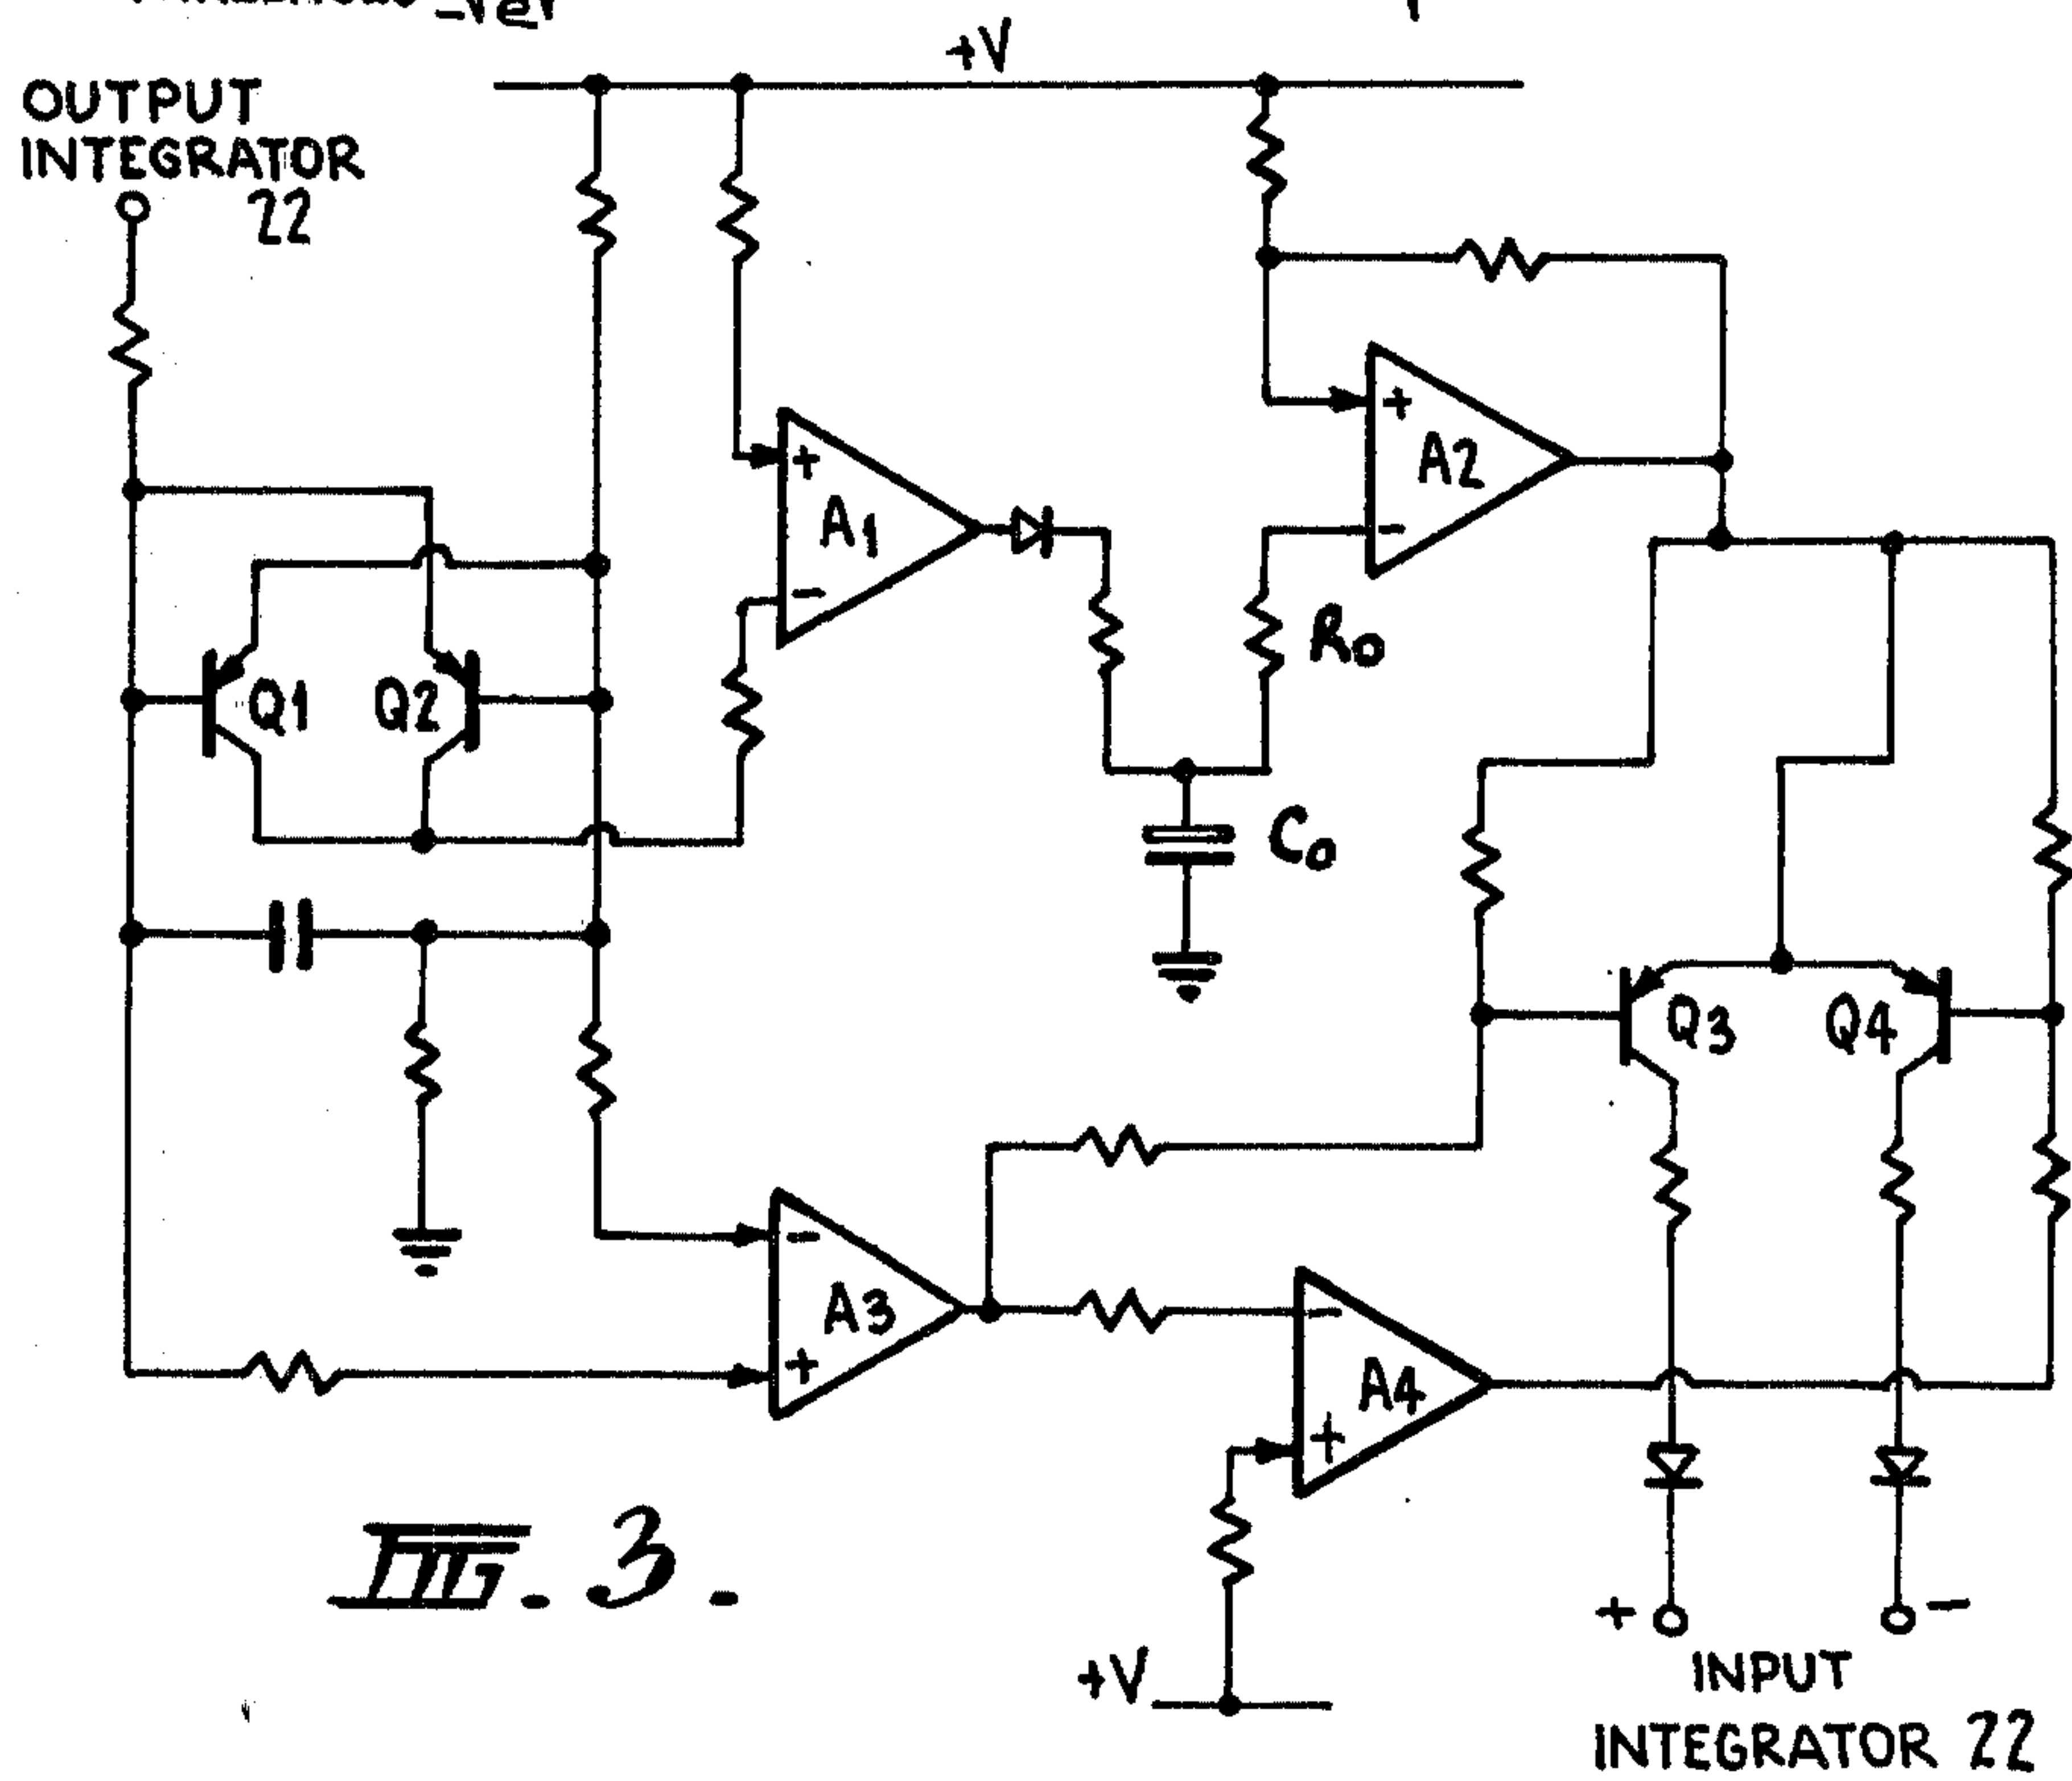 +V
OUTPUT
INTEGRATOR
22
+
A2
-
+
A1
-
Ro
Q1
Q2
Co
Q3
Q4
-
A3
+
-
A4
+
FIG. 3.
+
-
+V
INPUT
INTEGRATOR 22